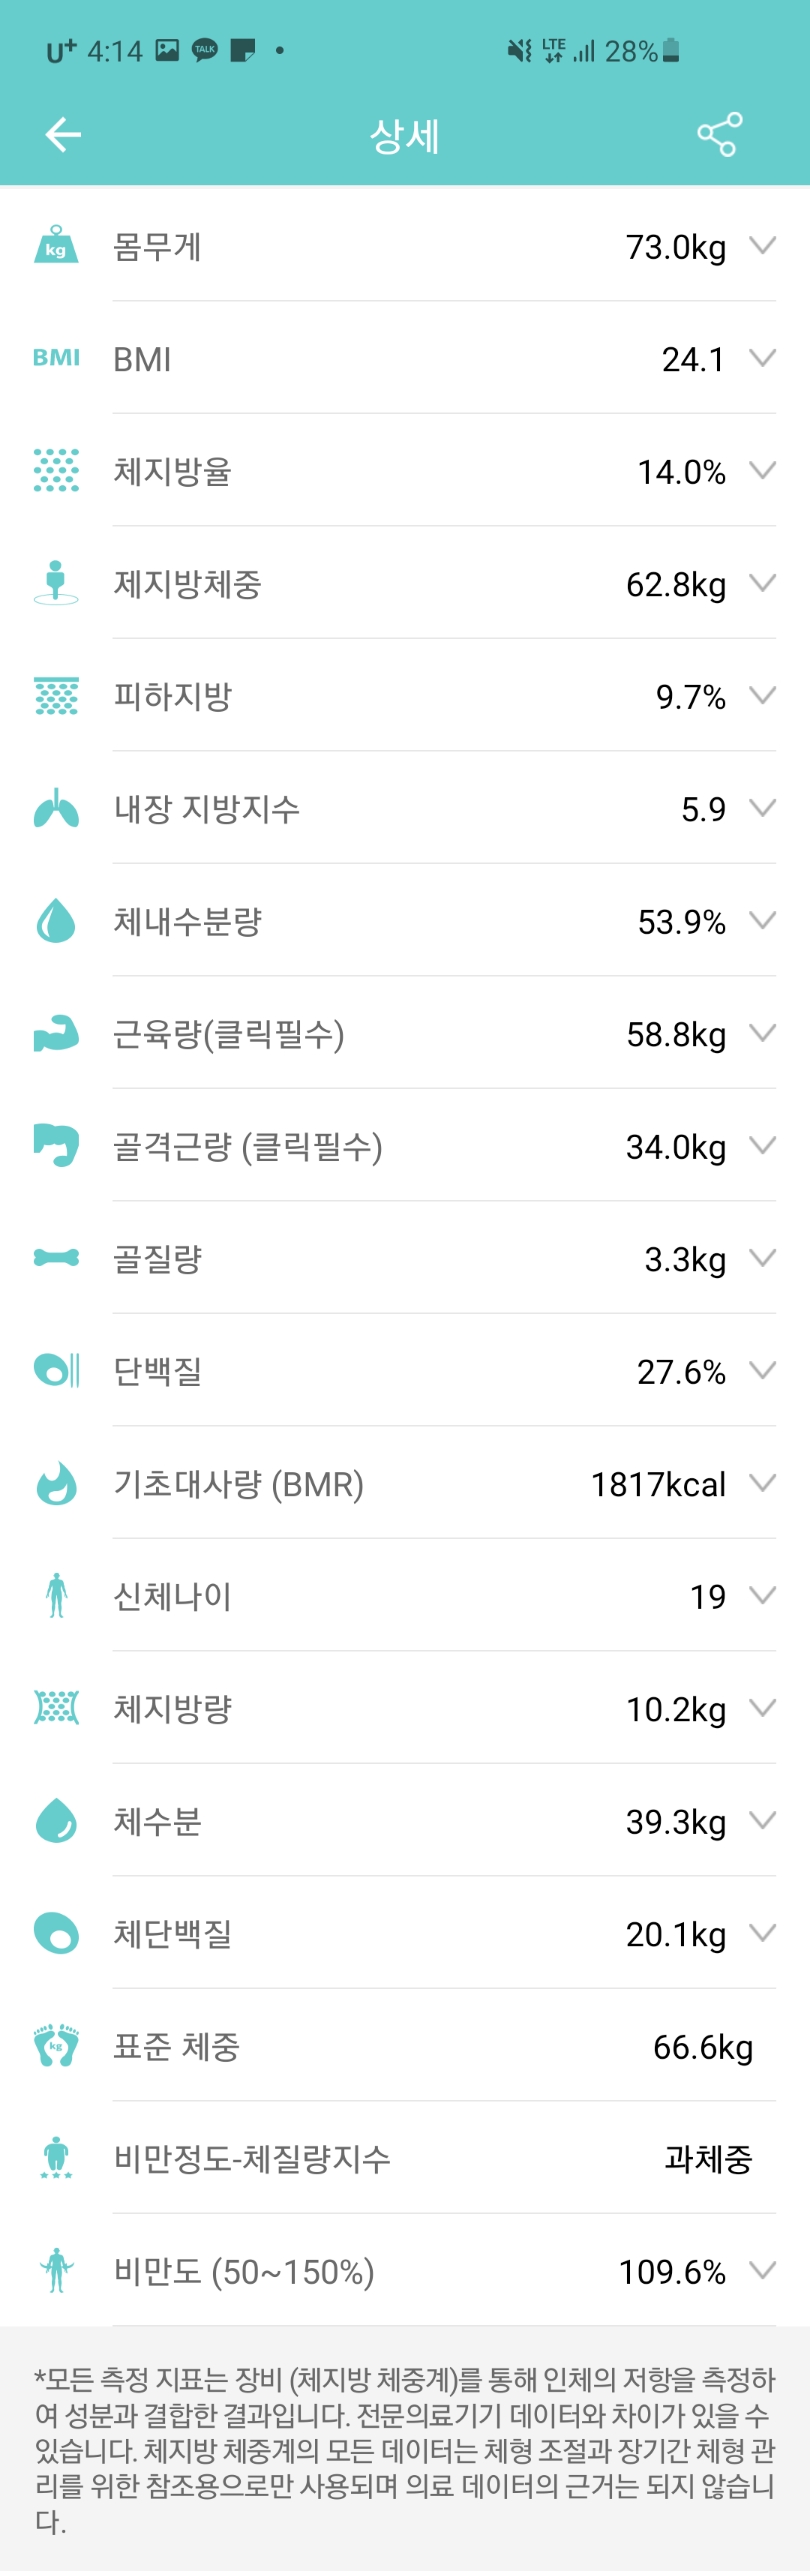 U+ 4:14 TALK LTE 28%
상세
kg 몸무게 73.0kg
BMI BMI 24.1
체지방율 14.0%
제지방체중 62.8kg
피하지방 9.7%
내장 지방지수 5.9
체내수분량 53.9%
근육량(클릭필수) 58.8kg
골격근량 (클릭필수) 34.0kg
골질량 3.3kg
단백질 27.6%
기초대사량 (BMR) 1817kcal
신체나이 19
체지방량 10.2kg
체수분 39.3kg
체단백질 20.1kg
kg 표준 체중 66.6kg
비만정도-체질량지수 과체중
비만도 (50~150%) 109.6%
*모든 측정 지표는 장비 (체지방 체중계)를 통해 인체의 저항을 측정하
여 성분과 결합한 결과입니다. 전문의료기기 데이터와 차이가 있을 수
있습니다. 체지방 체중계의 모든 데이터는 체형 조절과 장기간 체형 관
리를 위한 참조용으로만 사용되며 의료 데이터의 근거는 되지 않습니
다.